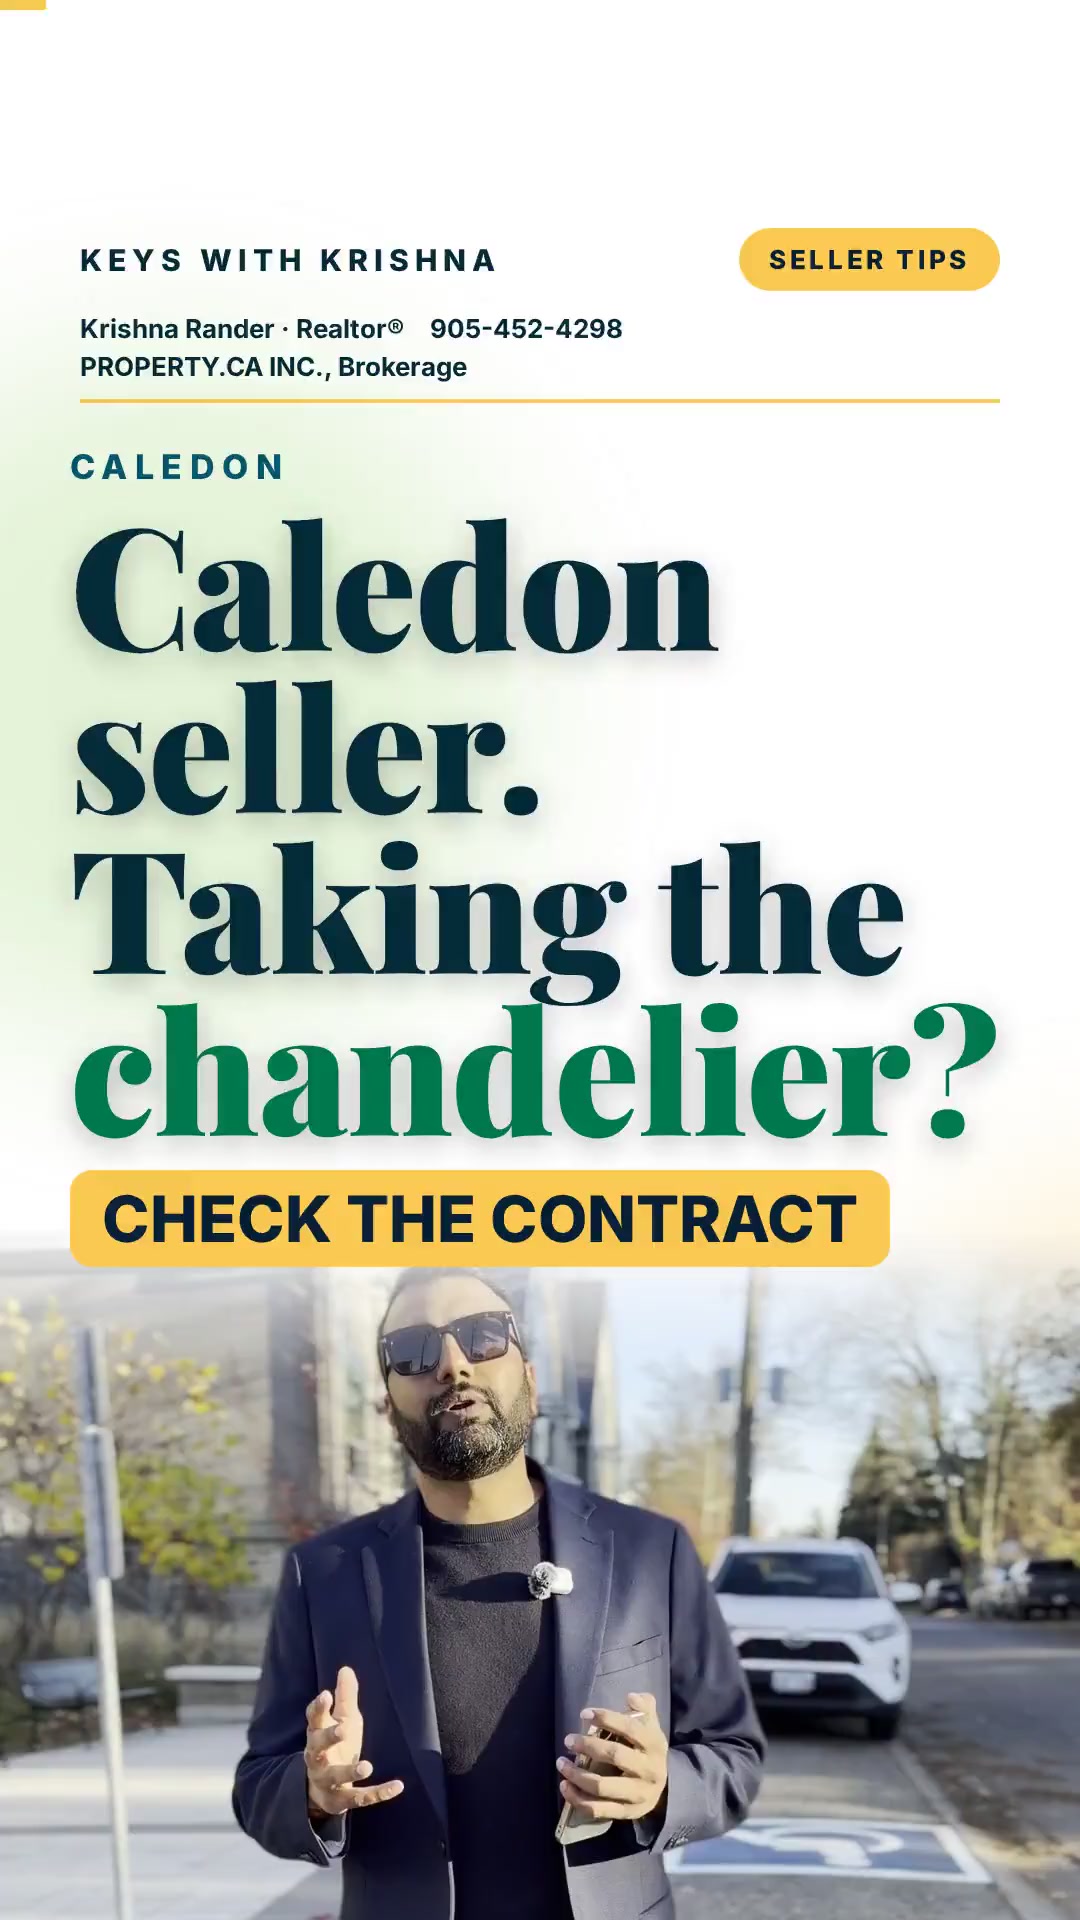 KEYS WITH KRISHNA
SELLER TIPS
Krishna Rander · Realtor® 905-452-4298
PROPERTY.CA INC., Brokerage
CALEDON
Caledon
seller.
Taking the
chandelier?
CHECK THE CONTRACT